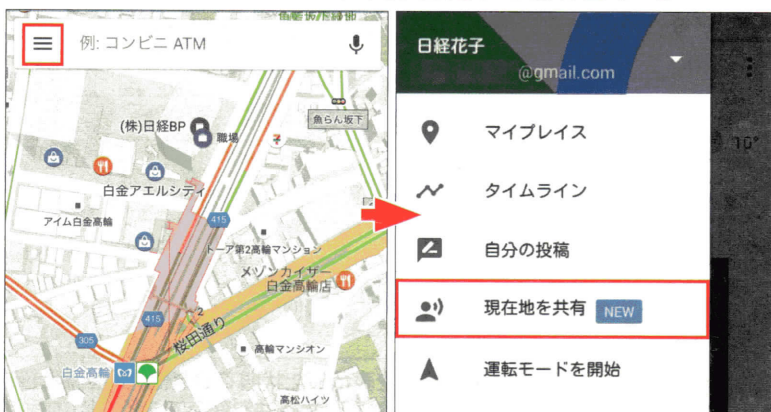 例: コンビニ ATM
魚らん坂下
(株)日経BP
職場
白金アエルシティ
アイム白金高輪
415
トーア第2高輪マンション
メゾンカイザー
白金高輪店
2
415
桜田通り
305
高輪マンシオン
白金高輪
高松ハイツ
日経花子
@gmail.com
マイプレイス
タイムライン
自分の投稿
現在地を共有 NEW
運転モードを開始